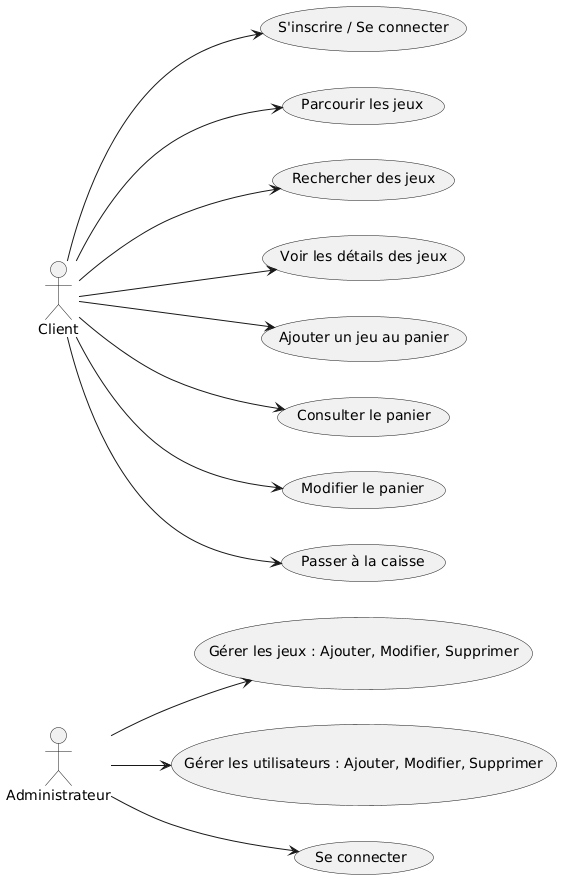 S'inscrire / Se connecter
Parcourir les jeux
Rechercher des jeux
Voir les détails des jeux
Client
Ajouter un jeu au panier
Consulter le panier
Modifier le panier
Passer à la caisse
Gérer les jeux : Ajouter, Modifier, Supprimer
Gérer les utilisateurs : Ajouter, Modifier, Supprimer
Administrateur
Se connecter